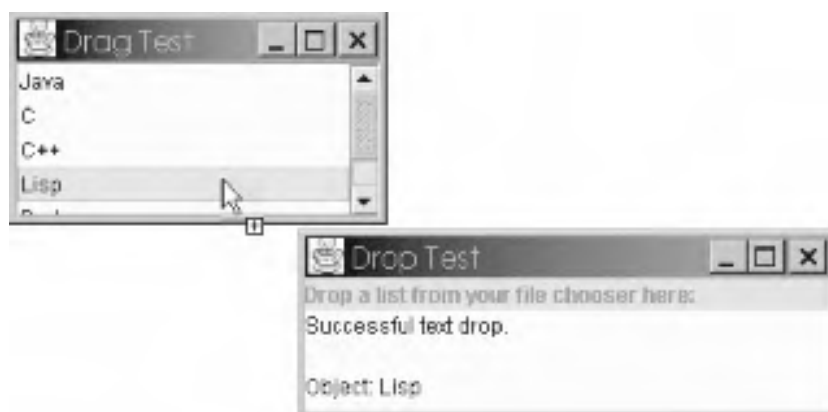 Drag Test
Java
C
C++
Lisp
Drop Test
Drop a list from your file chooser here:
Successful text drop.
Object: Lisp